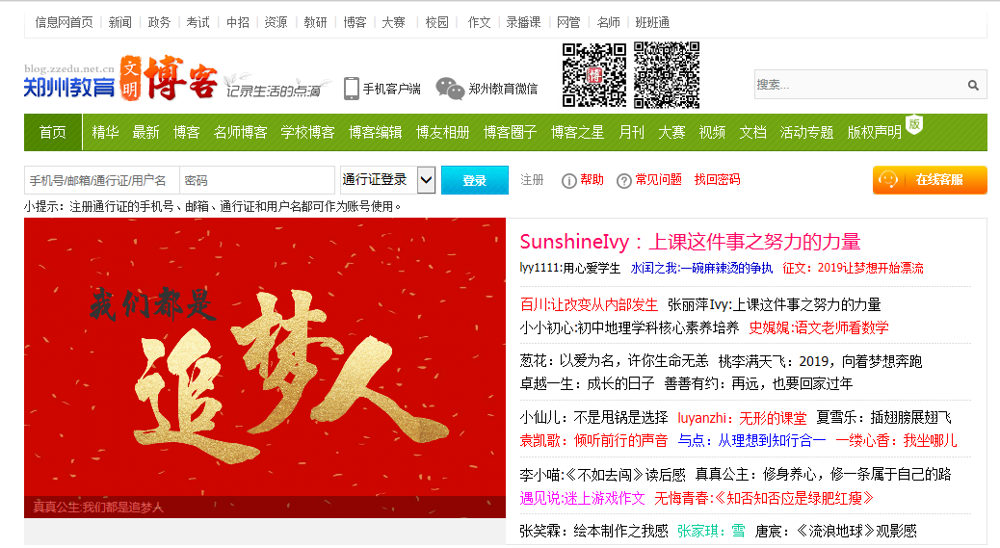 信息网首页 新闻 政务 考试 中招 资源 教研 博客 大赛 校园 作文 录播课 网管 名师 班班通
blog.zzedu.net.cn
郑州教育 文明 博客 记录生活的点滴 手机客户端 郑州教育微信 博 搜索...
首页 精华 最新 博客 名师博客 学校博客 博客编辑 博友相册 博客圈子 博客之星 月刊 大赛 视频 文档 活动专题 版权声明 版
手机号/邮箱/通行证/用户名 密码 通行证登录 登录 注册 帮助 常见问题 找回密码 在线客服
小提示：注册通行证的手机号、邮箱、通行证和用户名都可作为账号使用。
我们都是
追梦人
真真公主:我们都是追梦人
SunshineIvy：上课这件事之努力的力量
lyy1111:用心爱学生 水闰之我:一碗麻辣烫的争执 征文：2019让梦想开始漂流
百川:让改变从内部发生 张丽萍Ivy:上课这件事之努力的力量
小小初心:初中地理学科核心素养培养 史娓娓:语文老师看数学
葱花：以爱为名，许你生命无恙 桃李满天飞：2019，向着梦想奔跑
卓越一生：成长的日子 善善有约：再远，也要回家过年
小仙儿：不是甩锅是选择 luyanzhi：无形的课堂 夏雪乐：插翅膀展翅飞
袁凯歌：倾听前行的声音 与点：从理想到知行合一 一缕心香：我坐哪儿
李小喵:《不如去闯》读后感 真真公主：修身养心，修一条属于自己的路
遇见说:迷上游戏作文 无悔青春:《知否知否应是绿肥红瘦》
张笑霖：绘本制作之我感 张家琪：雪 唐宸：《流浪地球》观影感